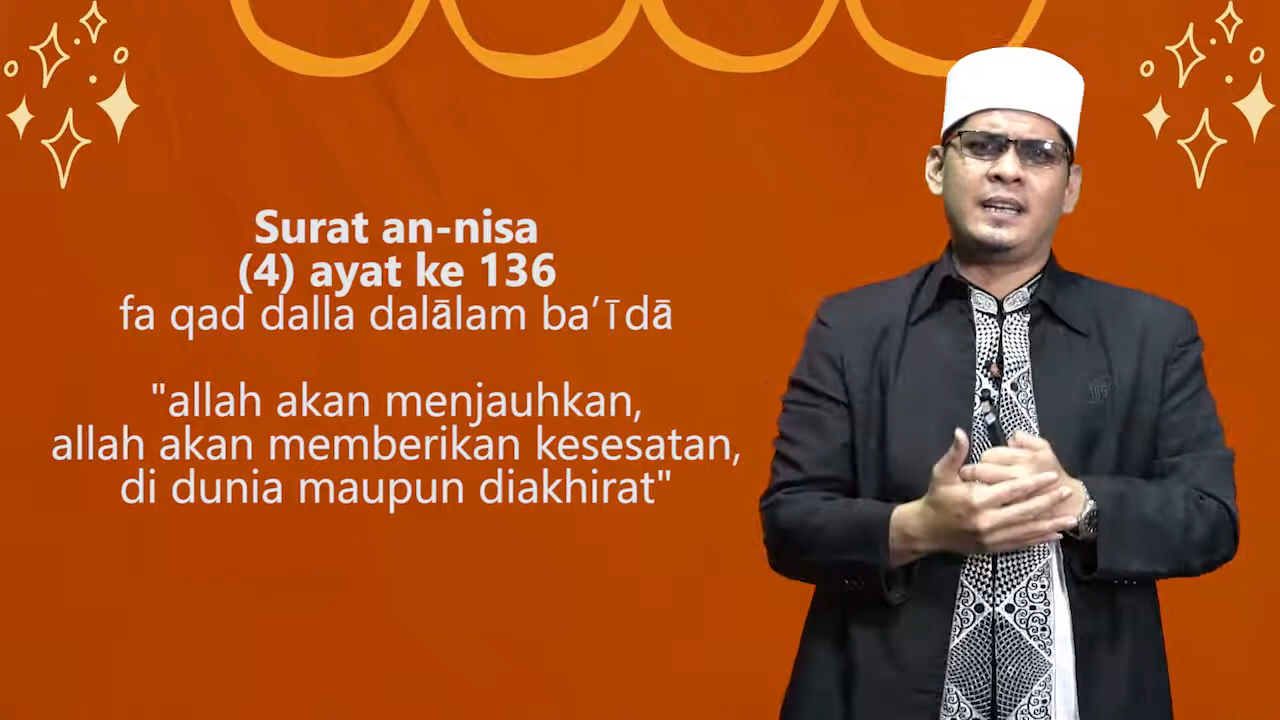 Surat an-nisa
(4) ayat ke 136
fa qad dalla dalālam ba’īdā
"allah akan menjauhkan,
allah akan memberikan kesesatan,
di dunia maupun diakhirat"